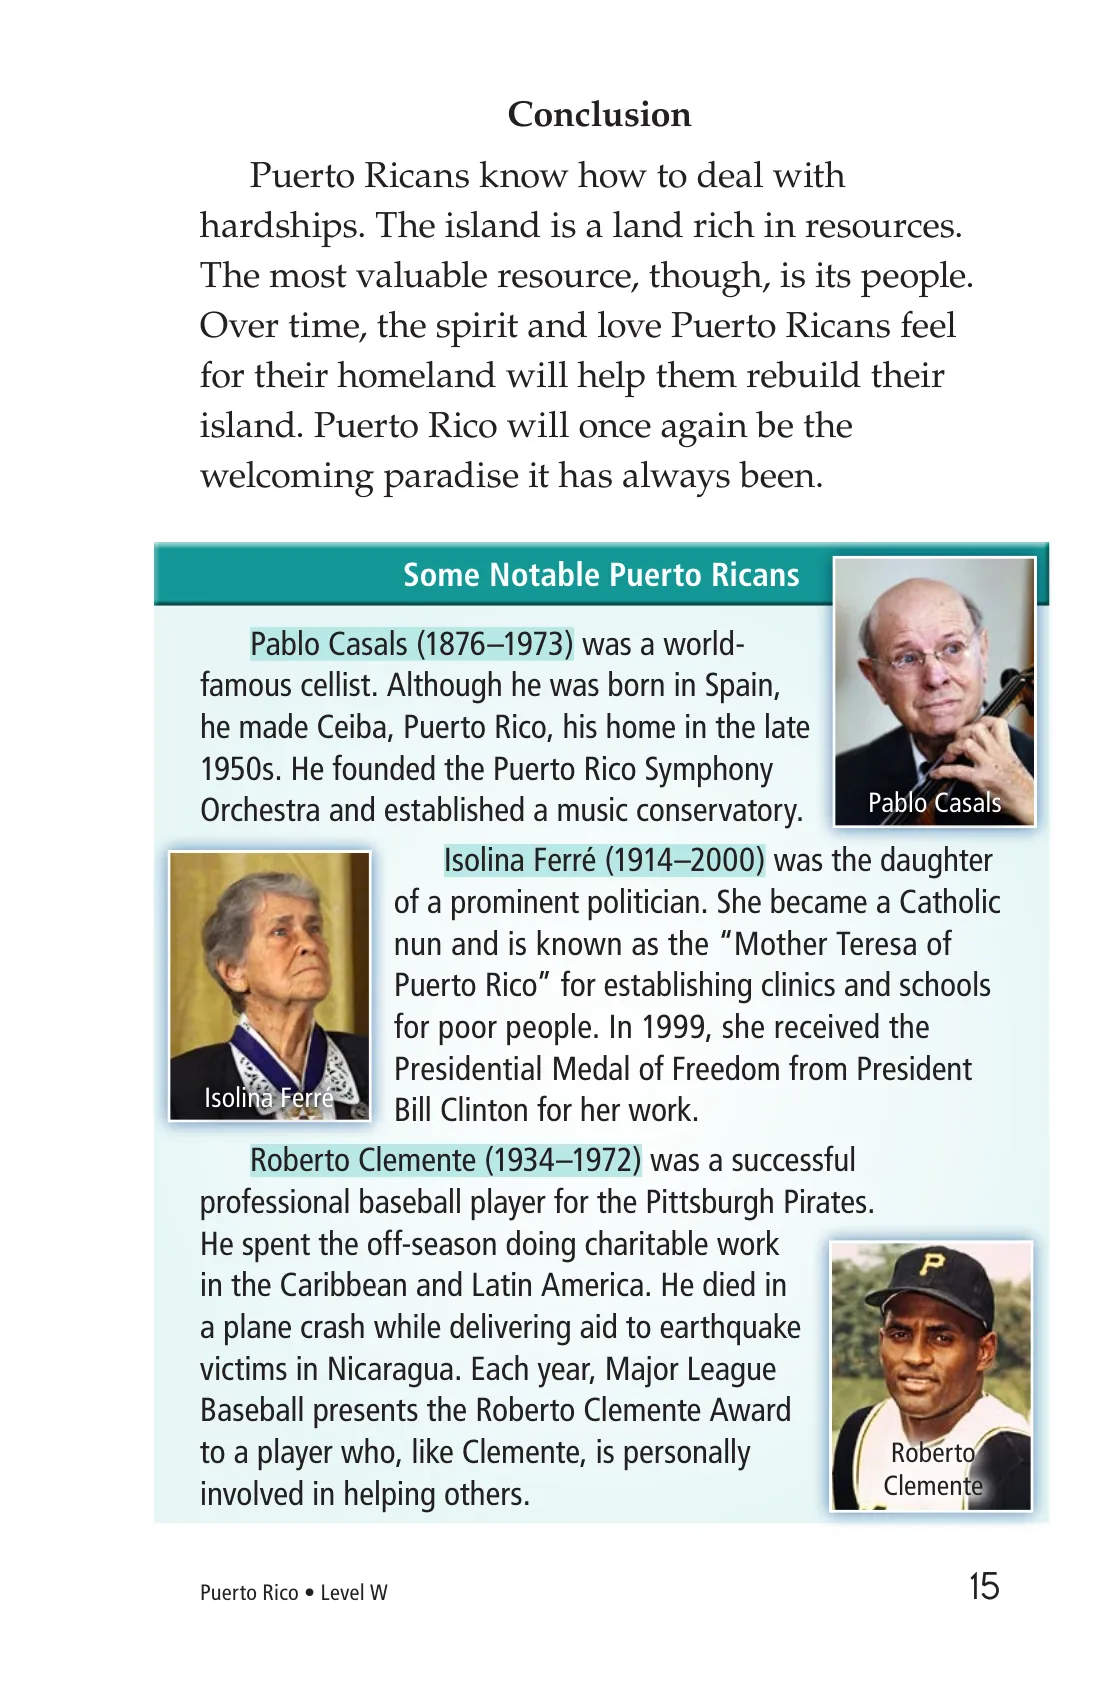 Conclusion
Puerto Ricans know how to deal with
hardships. The island is a land rich in resources.
The most valuable resource, though, is its people.
Over time, the spirit and love Puerto Ricans feel
for their homeland will help them rebuild their
island. Puerto Rico will once again be the
welcoming paradise it has always been.
Some Notable Puerto Ricans
Pablo Casals (1876–1973) was a world-
famous cellist. Although he was born in Spain,
he made Ceiba, Puerto Rico, his home in the late
1950s. He founded the Puerto Rico Symphony
Orchestra and established a music conservatory.
Pablo Casals
Isolina Ferré (1914–2000) was the daughter
of a prominent politician. She became a Catholic
nun and is known as the “Mother Teresa of
Puerto Rico” for establishing clinics and schools
for poor people. In 1999, she received the
Presidential Medal of Freedom from President
Bill Clinton for her work.
Isolina Ferré
Roberto Clemente (1934–1972) was a successful
professional baseball player for the Pittsburgh Pirates.
He spent the off-season doing charitable work
in the Caribbean and Latin America. He died in
a plane crash while delivering aid to earthquake
victims in Nicaragua. Each year, Major League
Baseball presents the Roberto Clemente Award
to a player who, like Clemente, is personally
involved in helping others.
P
Roberto
Clemente
Puerto Rico • Level W
15